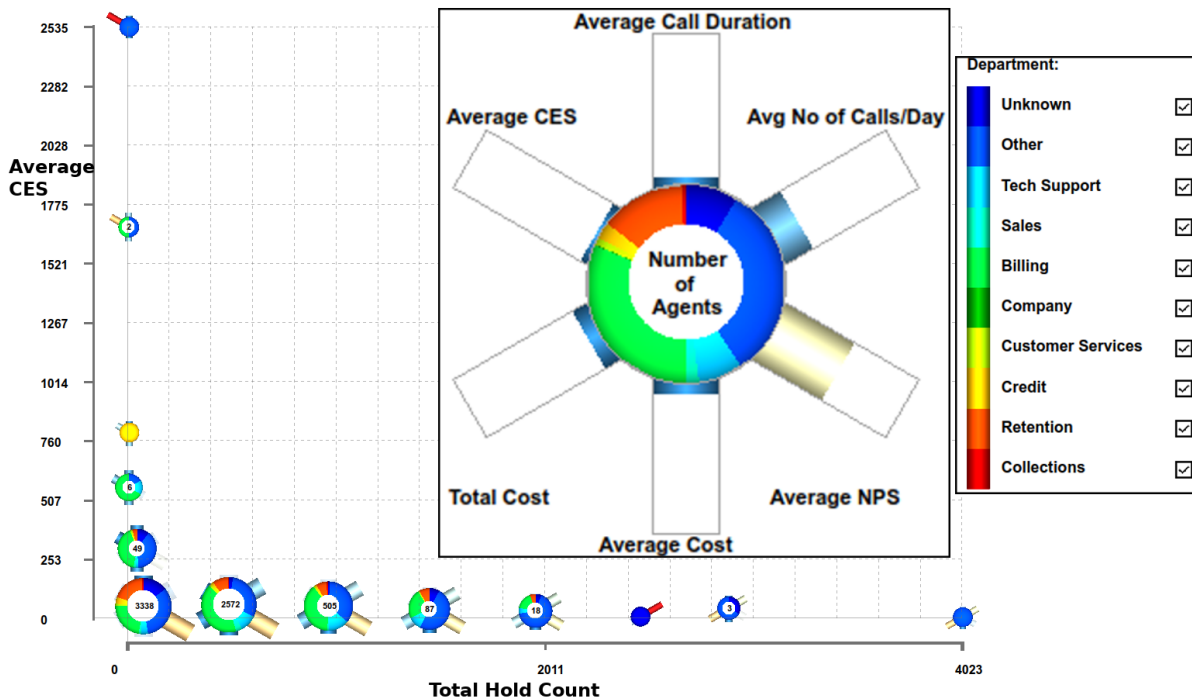 2535
2282
2028
Average
CES
1775
1521
1267
1014
760
507
253
0
2
6
49
3338
2572
505
87
18
3
0
2011
4023
Total Hold Count
Average Call Duration
Average CES
Avg No of Calls/Day
Number
of
Agents
Total Cost
Average NPS
Average Cost
Department:
Unknown
Other
Tech Support
Sales
Billing
Company
Customer Services
Credit
Retention
Collections